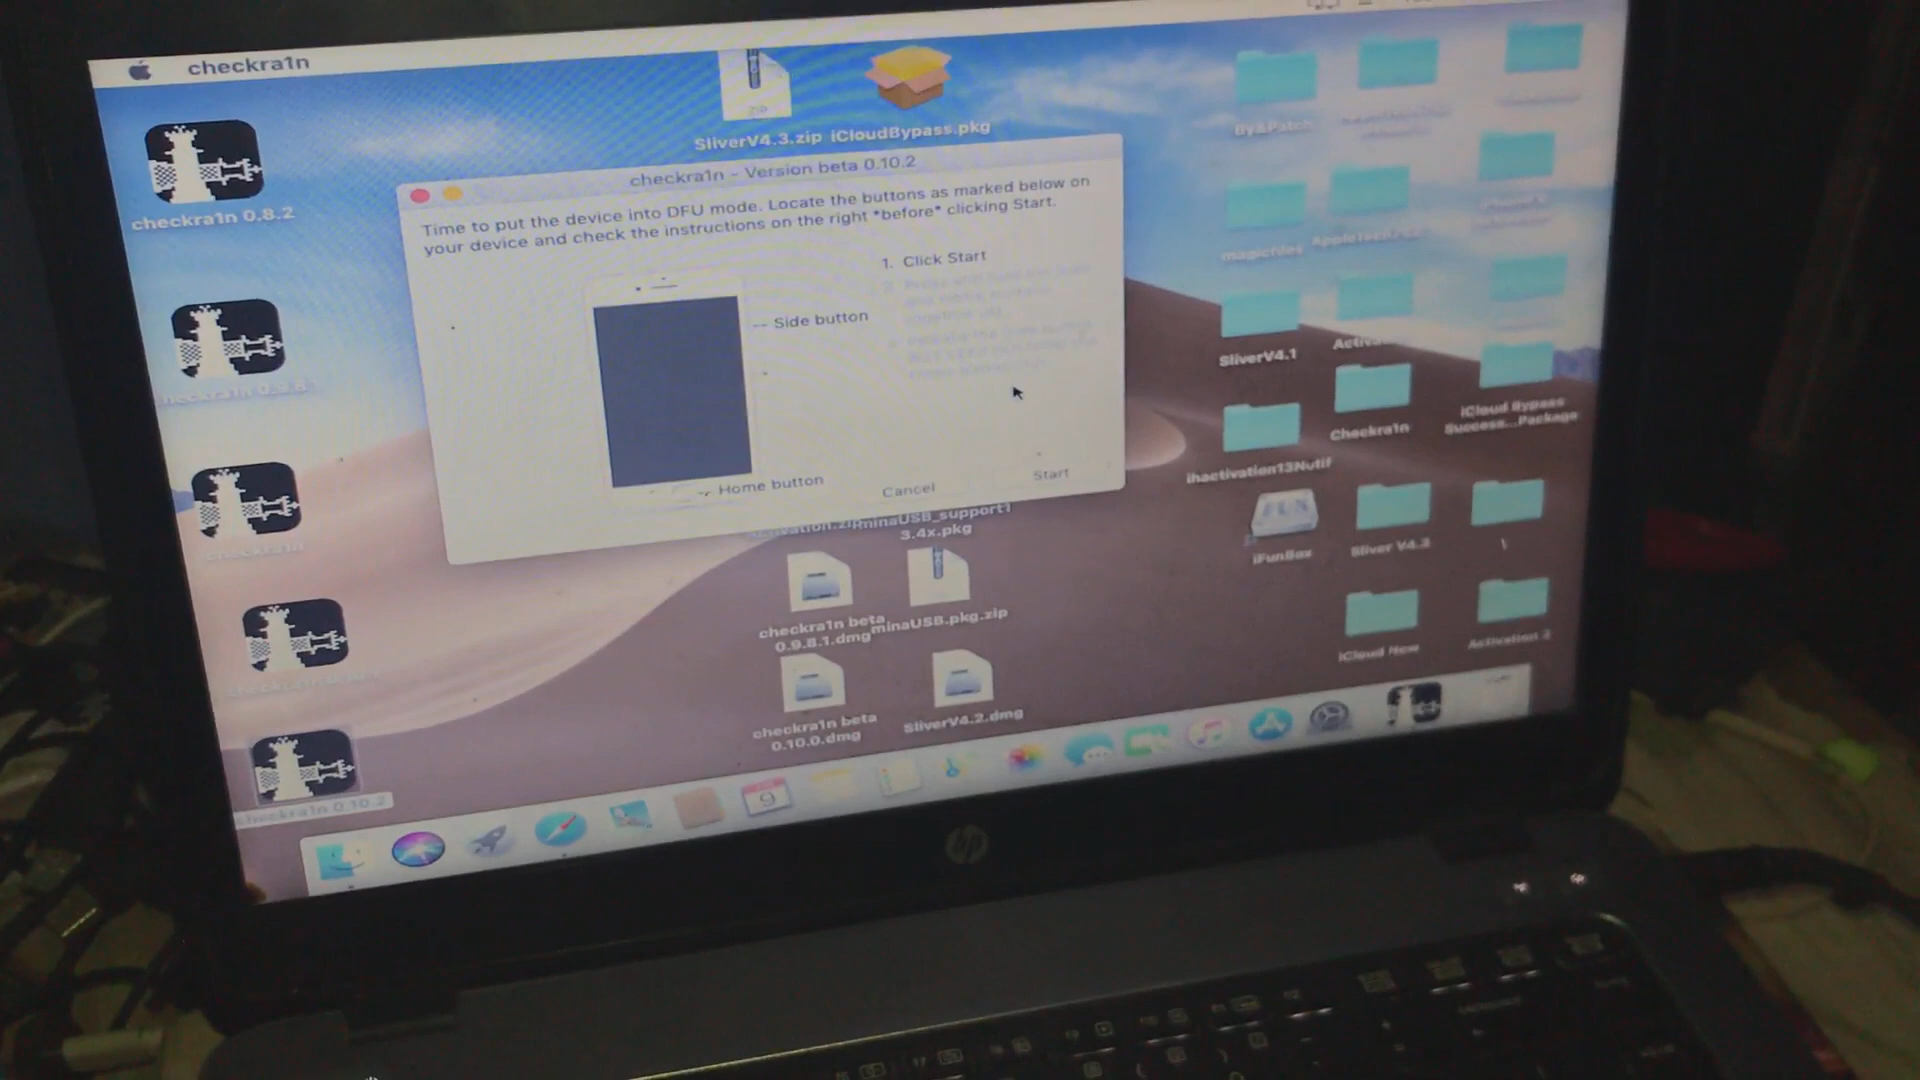 checkra1n
checkra1n 0.8.2
checkra1n 0.9.8
checkra1n
checkra1n 0.10.2
ZIP
SliverV4.3.zip
iCloudBypass.pkg
checkra1n - Version beta 0.10.2
Time to put the device into DFU mode. Locate the buttons as marked below on
your device and check the instructions on the right *before* clicking Start.
1. Click Start
-- Side button
Home button
Cancel
Start
minaUSB_support1
3.4x.pkg
checkra1n beta
0.9.8.1.dmg
minaUSB.pkg.zip
checkra1n beta
0.10.0.dmg
SliverV4.2.dmg
magicfiles
SliverV4.1
Checkra1n
iCloud Bypass
Success...Package
ihactivation13Nutif
FUN
iFunBox
Sliver V4.3
\
iCloud New
Activation 2
9
hp